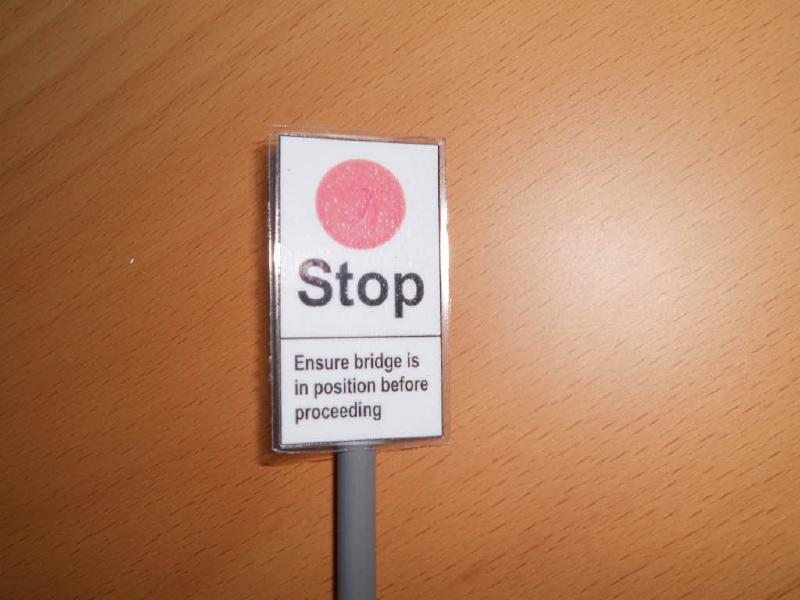 Stop
Ensure bridge is
in position before
proceeding